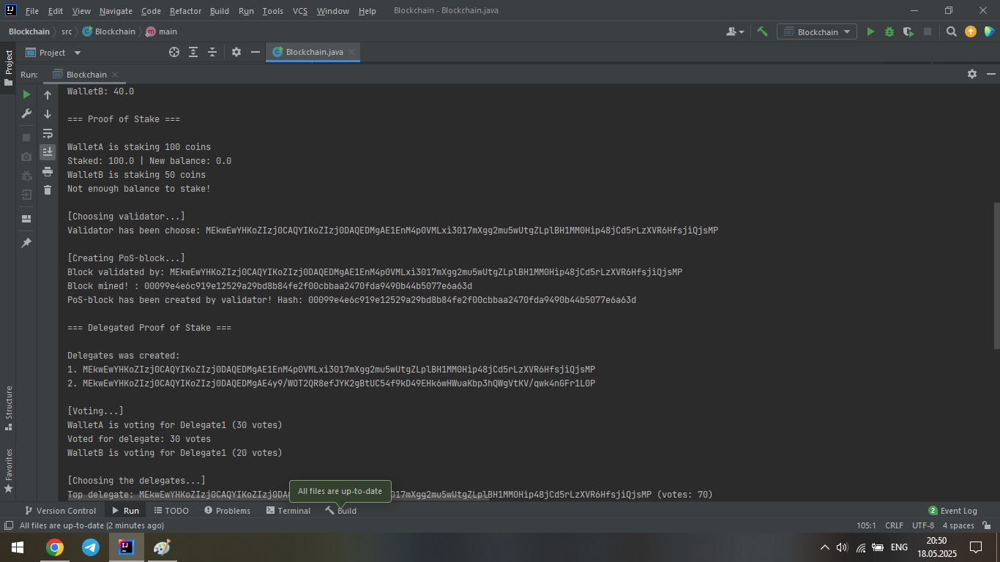 File Edit View Navigate Code Refactor Build Run Tools VCS Window Help Blockchain - Blockchain.java
Blockchain src Blockchain main Blockchain
Project Project Blockchain.java
Run: Blockchain
WalletB: 40.0
=== Proof of Stake ===
WalletA is staking 100 coins
Staked: 100.0 | New balance: 0.0
WalletB is staking 50 coins
Not enough balance to stake!
[Choosing validator...]
Validator has been choose: MEkwEwYHKoZIzj0CAQYIKoZIzj0DAQEDMgAE1EnM4p0VMLxi3017mXgg2mu5wUtgZLplBH1MM0Hip48jCd5rLzXVR6HfsjiQjsMP
[Creating PoS-block...]
Block validated by: MEkwEwYHKoZIzj0CAQYIKoZIzj0DAQEDMgAE1EnM4p0VMLxi3017mXgg2mu5wUtgZLplBH1MM0Hip48jCd5rLzXVR6HfsjiQjsMP
Block mined! : 00099e4e6c919e12529a29bd8b84fe2f00cbbaa2470fda9490b44b5077e6a63d
PoS-block has been created by validator! Hash: 00099e4e6c919e12529a29bd8b84fe2f00cbbaa2470fda9490b44b5077e6a63d
=== Delegated Proof of Stake ===
Delegates was created:
1. MEkwEwYHKoZIzj0CAQYIKoZIzj0DAQEDMgAE1EnM4p0VMLxi3017mXgg2mu5wUtgZLplBH1MM0Hip48jCd5rLzXVR6HfsjiQjsMP
2. MEkwEwYHKoZIzj0CAQYIKoZIzj0DAQEDMgAE4y9/WOT2QR8efJYK2gBtUC54f9kD49EHk6wHWuaKbp3hQWgVtKV/qwk4nGFr1L0P
[Voting...]
WalletA is voting for Delegate1 (30 votes)
Voted for delegate: 30 votes
WalletB is voting for Delegate1 (20 votes)
[Choosing the delegates...]
Top delegate: MEkwEwYHKoZIzj0CAQYIKoZIzj0DA 017mXgg2mu5wUtgZLplBH1MM0Hip48jCd5rLzXVR6HfsjiQjsMP (votes: 70)
All files are up-to-date
Structure
Favorites
Version Control Run TODO Problems Terminal Build 2 Event Log
All files are up-to-date (2 minutes ago) 105:1 CRLF UTF-8 4 spaces
ENG 20:50
18.05.2025